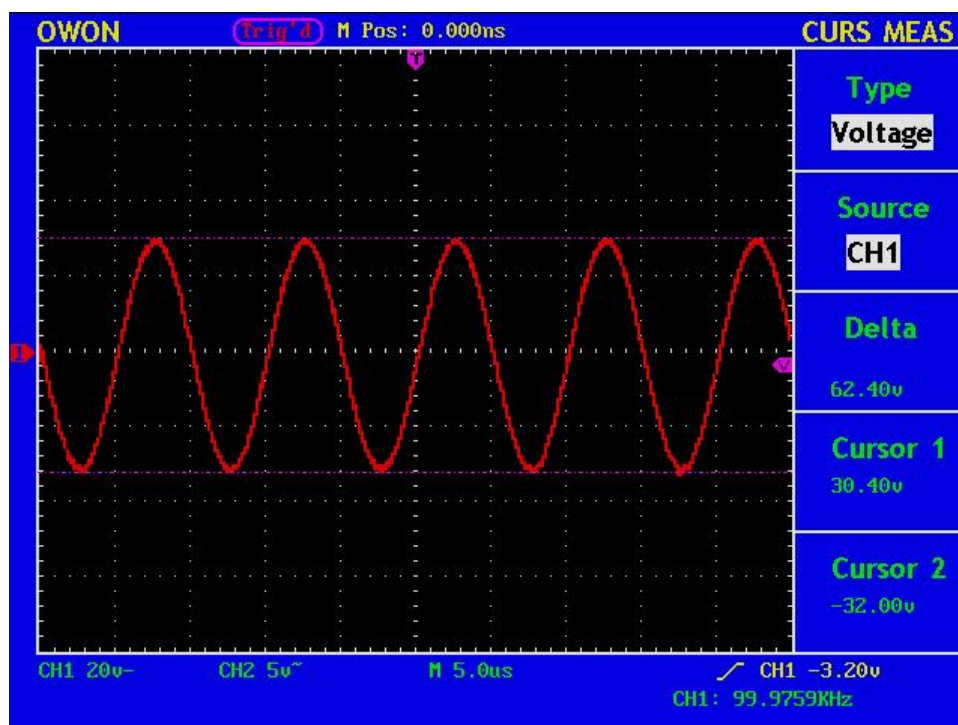 OWON Trig'd M Pos: 0.000ns CURS MEAS
T
Type
Voltage
Source
CH1
1
V
Delta
62.40v
Cursor 1
30.40v
Cursor 2
-32.00v
CH1 20v- CH2 5v~ M 5.0us CH1 -3.20v
CH1: 99.9759KHz